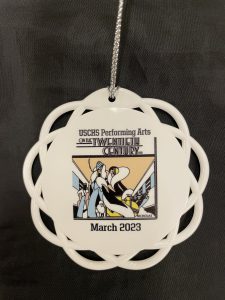 USCHS Performing Arts
ON THE TWENTIETH
CENTURY
March 2023